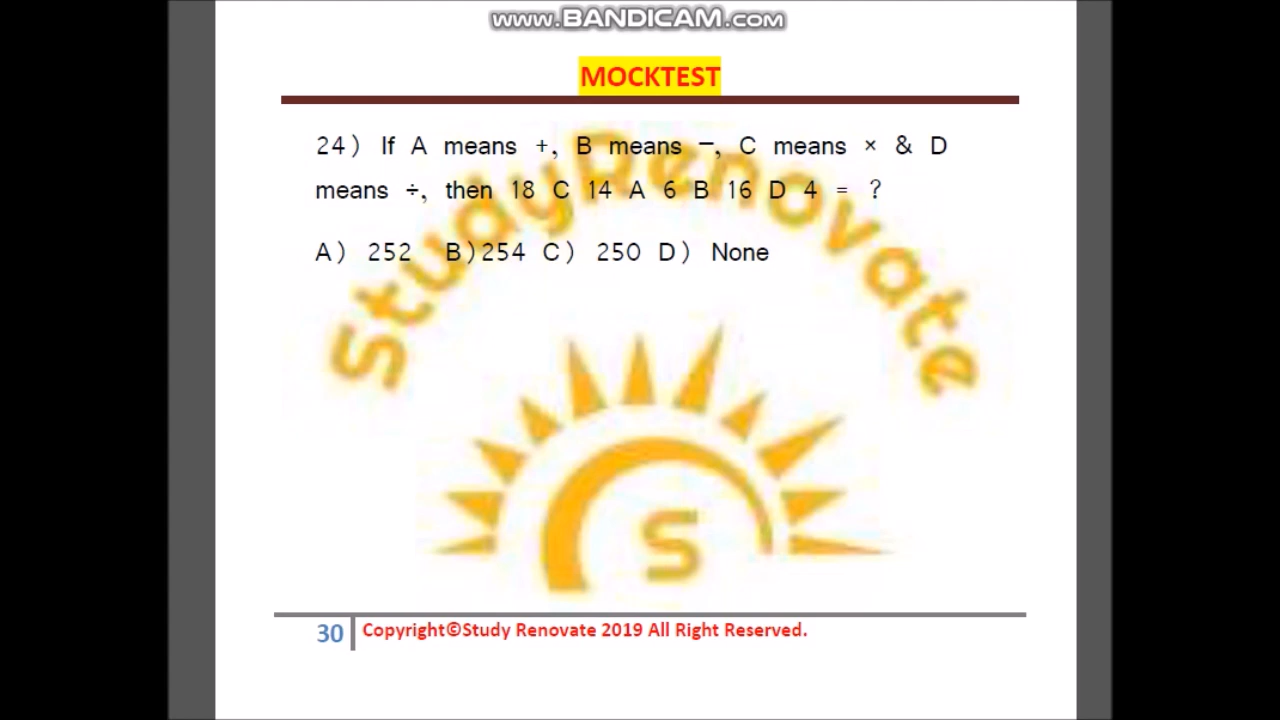 www.BANDICAM.com
MOCKTEST
24) If A means +, B means −, C means × & D
means ÷, then 18 C 14 A 6 B 16 D 4 = ?
A) 252 B)254 C) 250 D) None
StudyRenovate
S
30 Copyright©Study Renovate 2019 All Right Reserved.